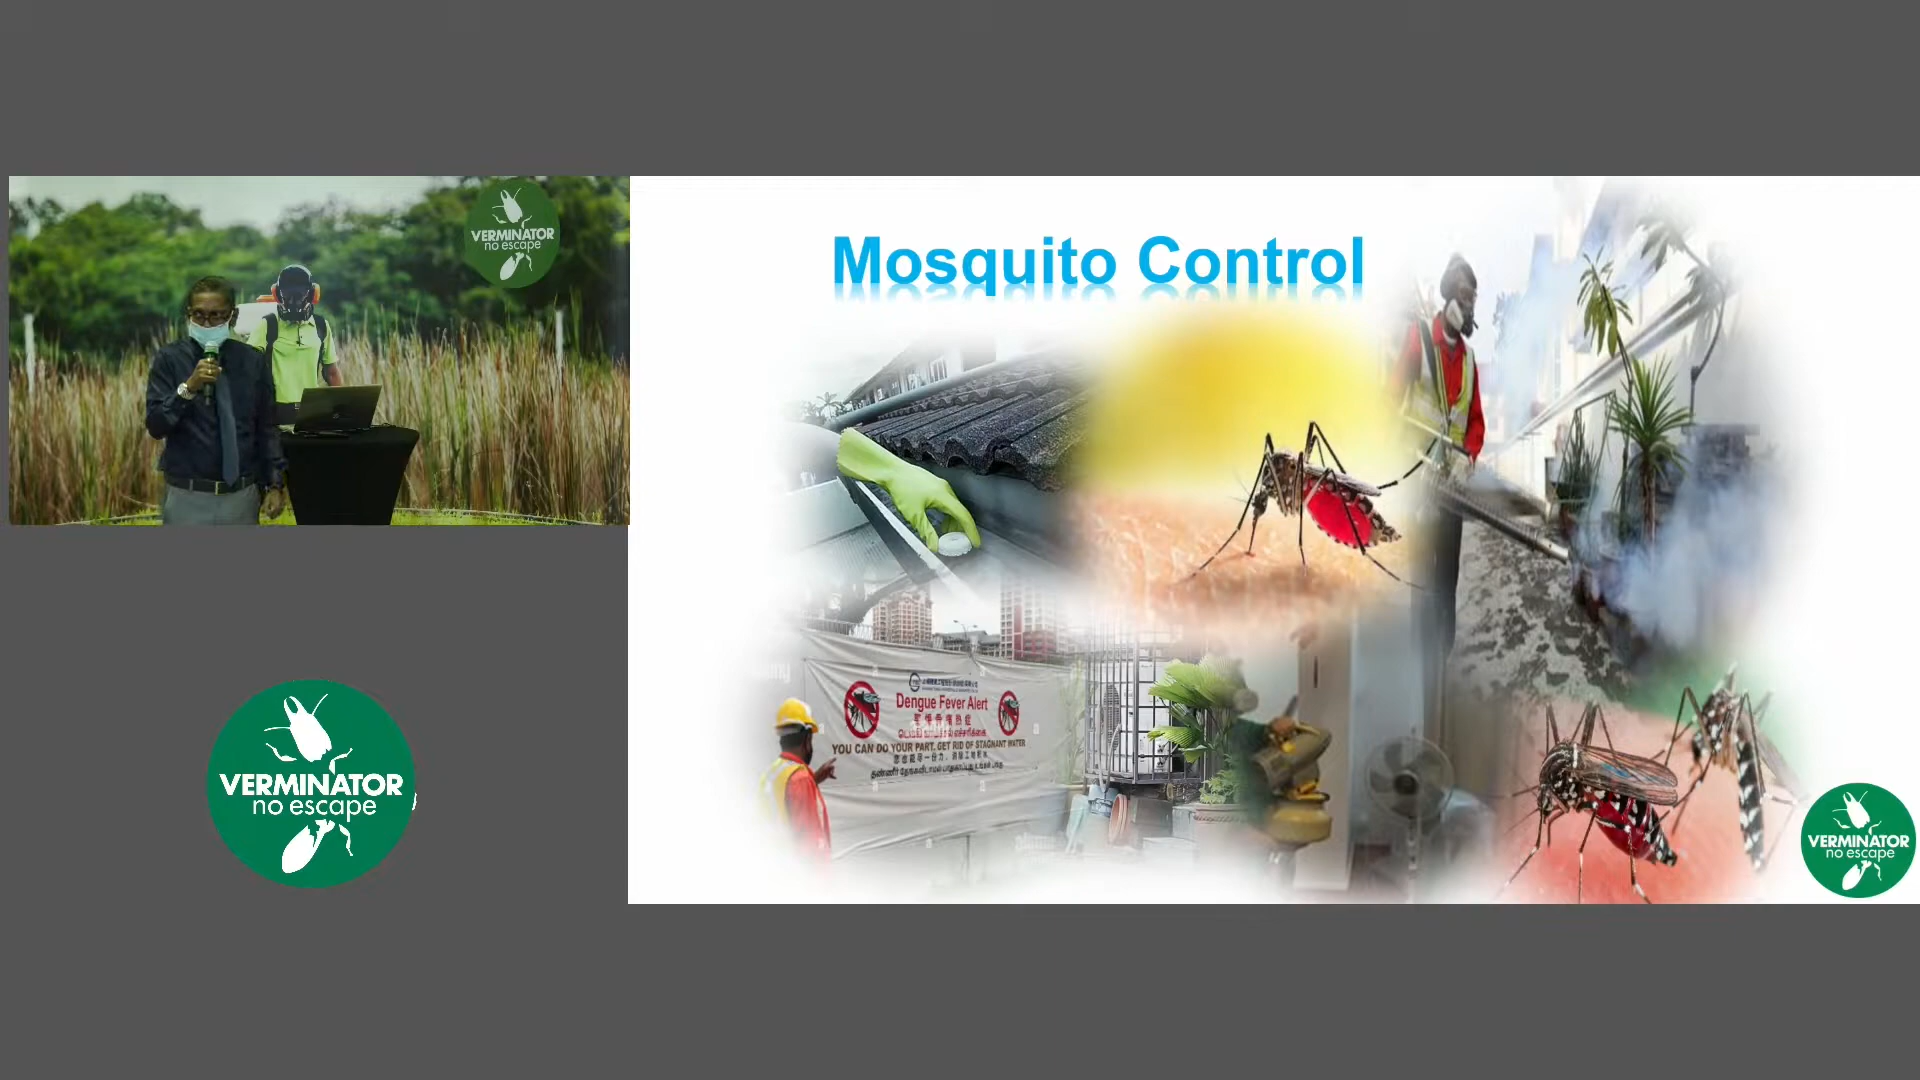 VERMINATOR
no escape
Mosquito Control
Dengue Fever Alert
YOU CAN DO YOUR PART, GET RID OF STAGNANT WATER
VERMINATOR
no escape
VERMINATOR
no escape